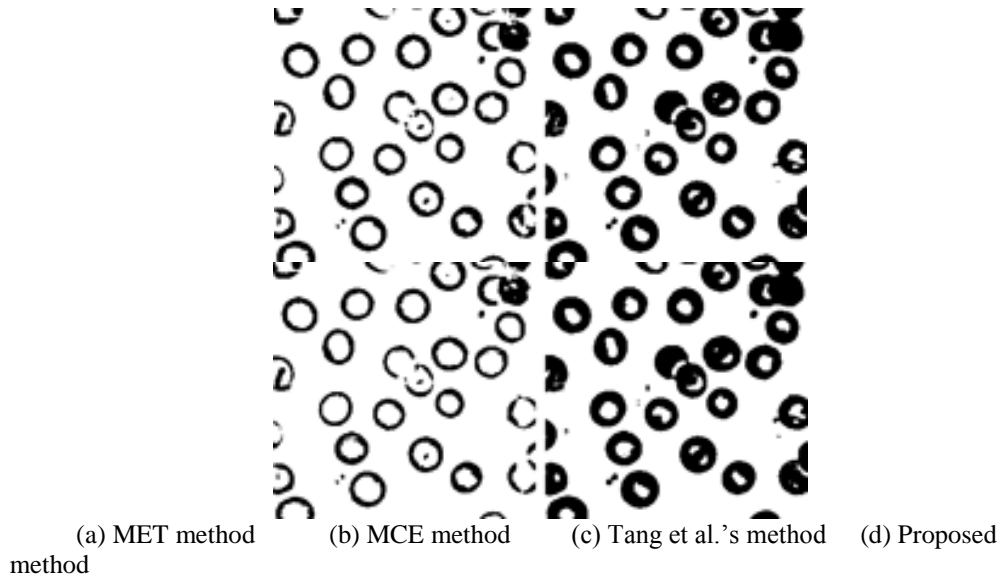 (a) MET method (b) MCE method (c) Tang et al.’s method (d) Proposed
method